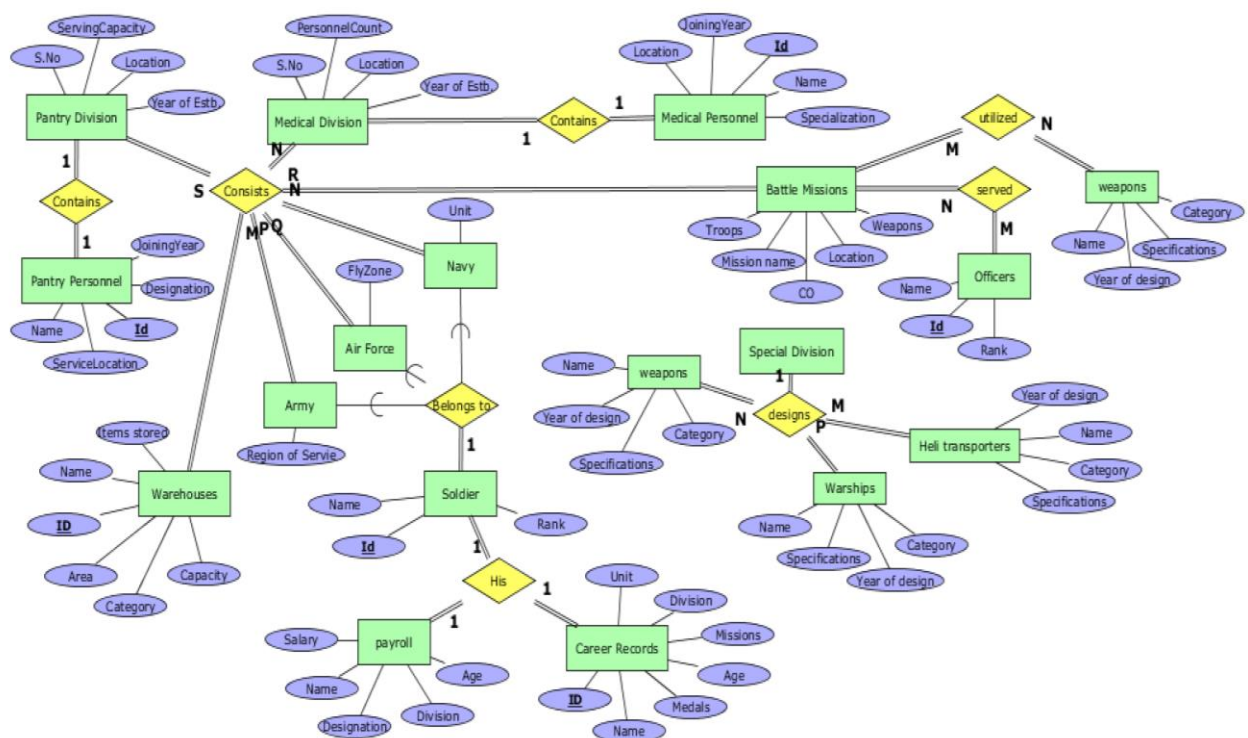 ServingCapacity
S.No
Location
Year of Estb.
Pantry Division
1
Contains
1
JoiningYear
Pantry Personnel
Designation
Name
Id
ServiceLocation
PersonnelCount
S.No
Location
Year of Estb.
Medical Division
N
1
Contains
1
JoiningYear
Location
Id
Name
Medical Personnel
Specialization
S
Consists
R
N
M
P
Q
utilized
M
N
Battle Missions
N
served
M
Troops
Mission name
CO
Location
Weapons
weapons
Category
Name
Specifications
Year of design
Officers
Name
Id
Rank
Unit
Navy
FlyZone
Air Force
Army
Region of Servie
Belongs to
1
Items stored
Name
Warehouses
ID
Area
Category
Capacity
Soldier
Name
Id
Rank
1
His
1
1
payroll
Salary
Name
Designation
Division
Age
Career Records
Unit
Division
Missions
Age
Medals
Name
ID
Special Division
1
designs
N
M
P
Name
weapons
Year of design
Category
Specifications
Year of design
Name
Heli transporters
Category
Specifications
Warships
Name
Specifications
Category
Year of design